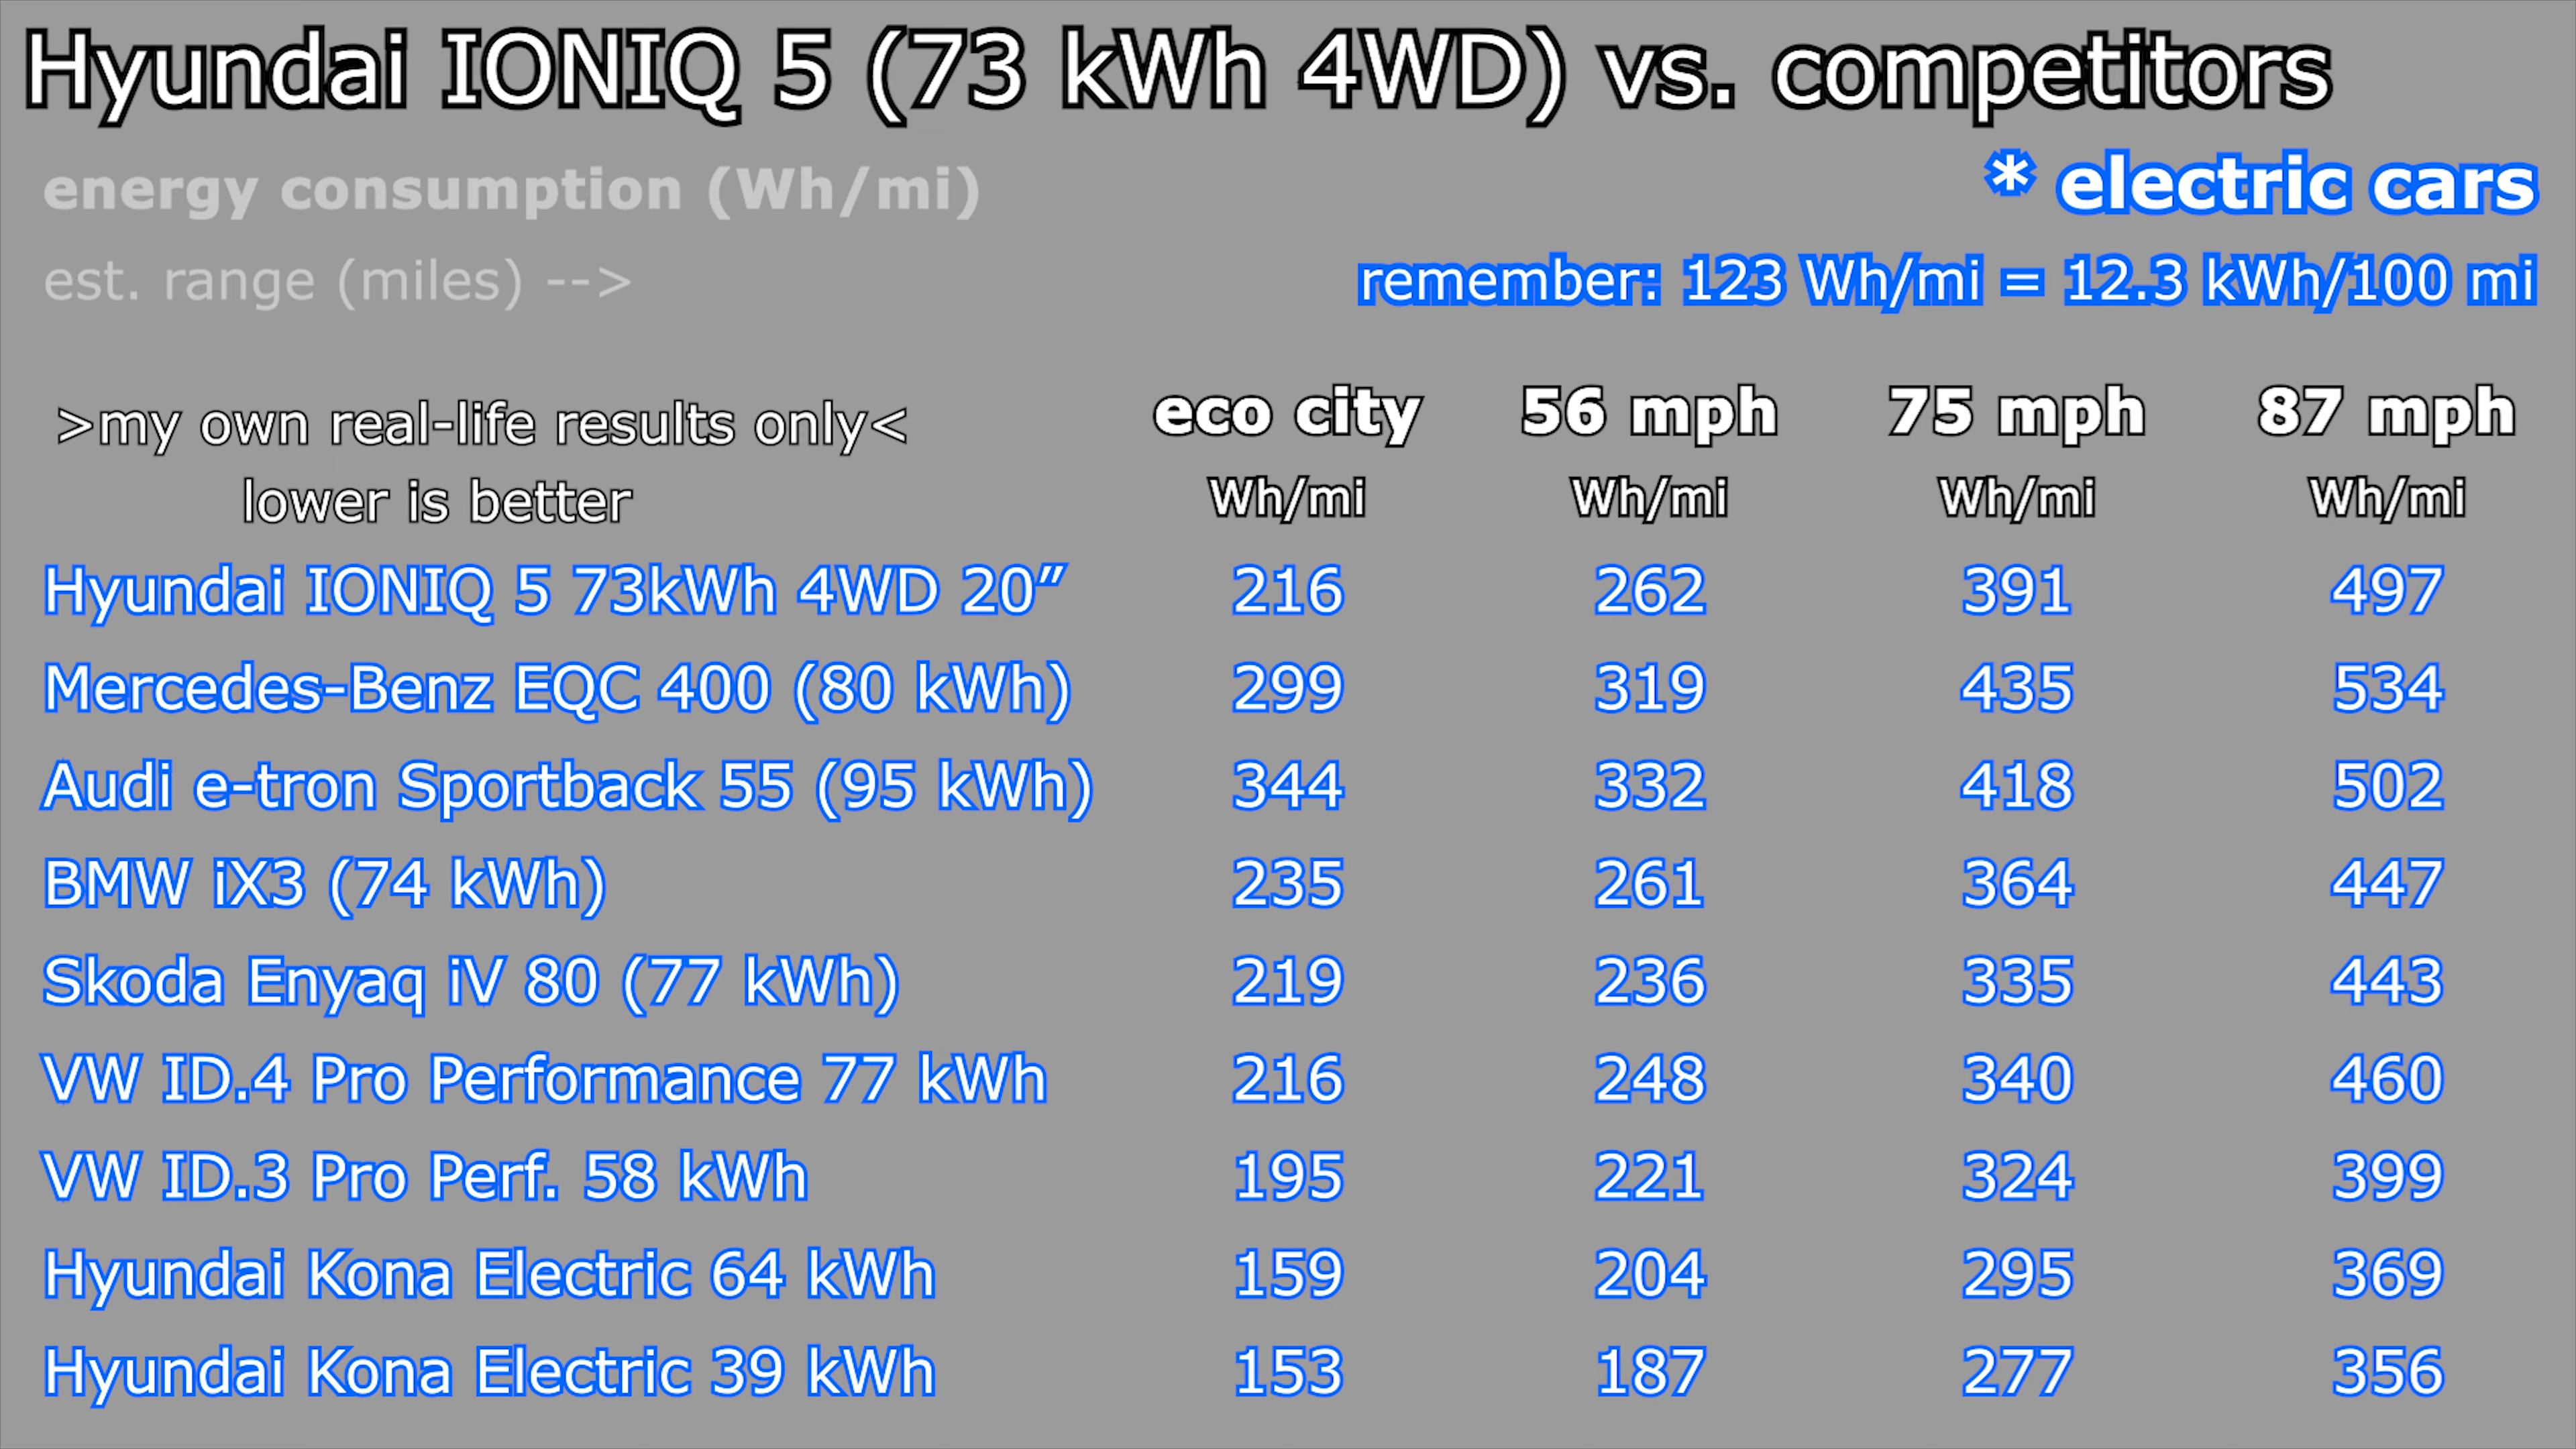 Hyundai IONIQ 5 (73 kWh 4WD) vs. competitors
energy consumption (Wh/mi) * electric cars
est. range (miles) --> remember: 123 Wh/mi = 12.3 kWh/100 mi
>my own real-life results only< eco city 56 mph 75 mph 87 mph
lower is better Wh/mi Wh/mi Wh/mi Wh/mi
Hyundai IONIQ 5 73kWh 4WD 20” 216 262 391 497
Mercedes-Benz EQC 400 (80 kWh) 299 319 435 534
Audi e-tron Sportback 55 (95 kWh) 344 332 418 502
BMW iX3 (74 kWh) 235 261 364 447
Skoda Enyaq iV 80 (77 kWh) 219 236 335 443
VW ID.4 Pro Performance 77 kWh 216 248 340 460
VW ID.3 Pro Perf. 58 kWh 195 221 324 399
Hyundai Kona Electric 64 kWh 159 204 295 369
Hyundai Kona Electric 39 kWh 153 187 277 356